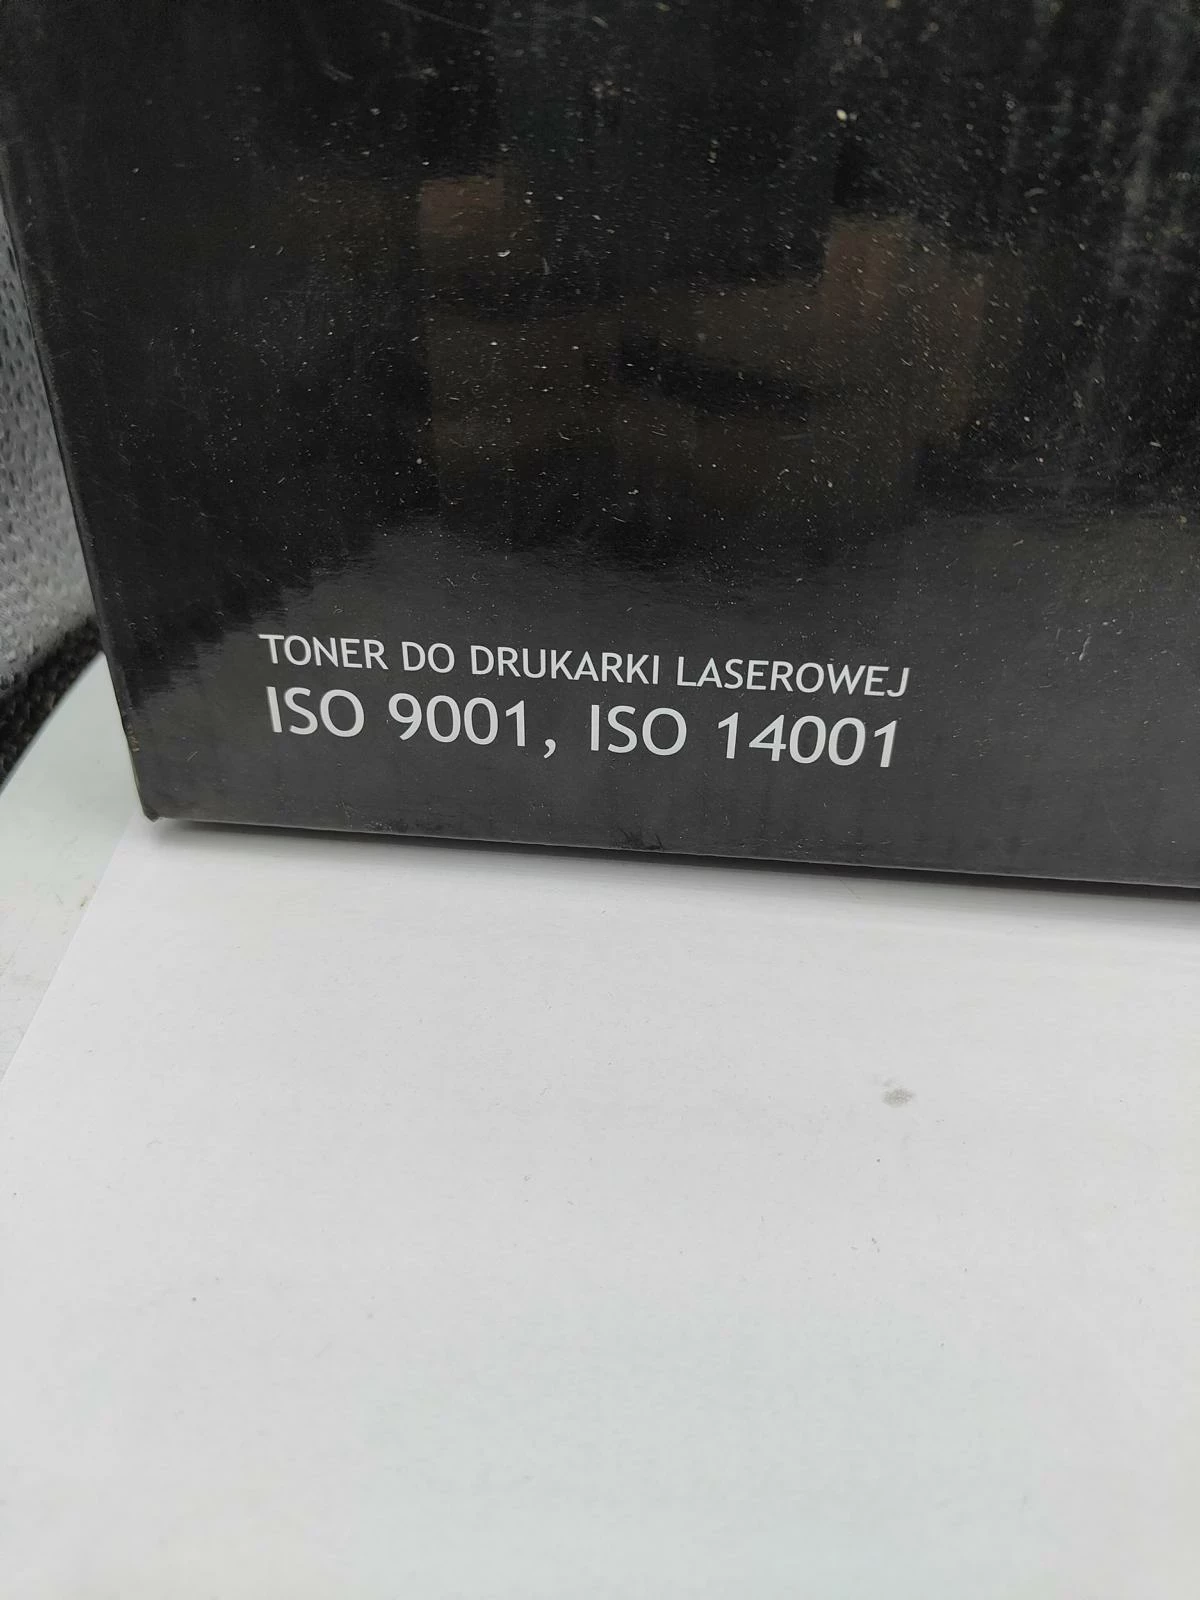 TONER DO DRUKARKI LASEROWEJ
ISO 9001, ISO 14001